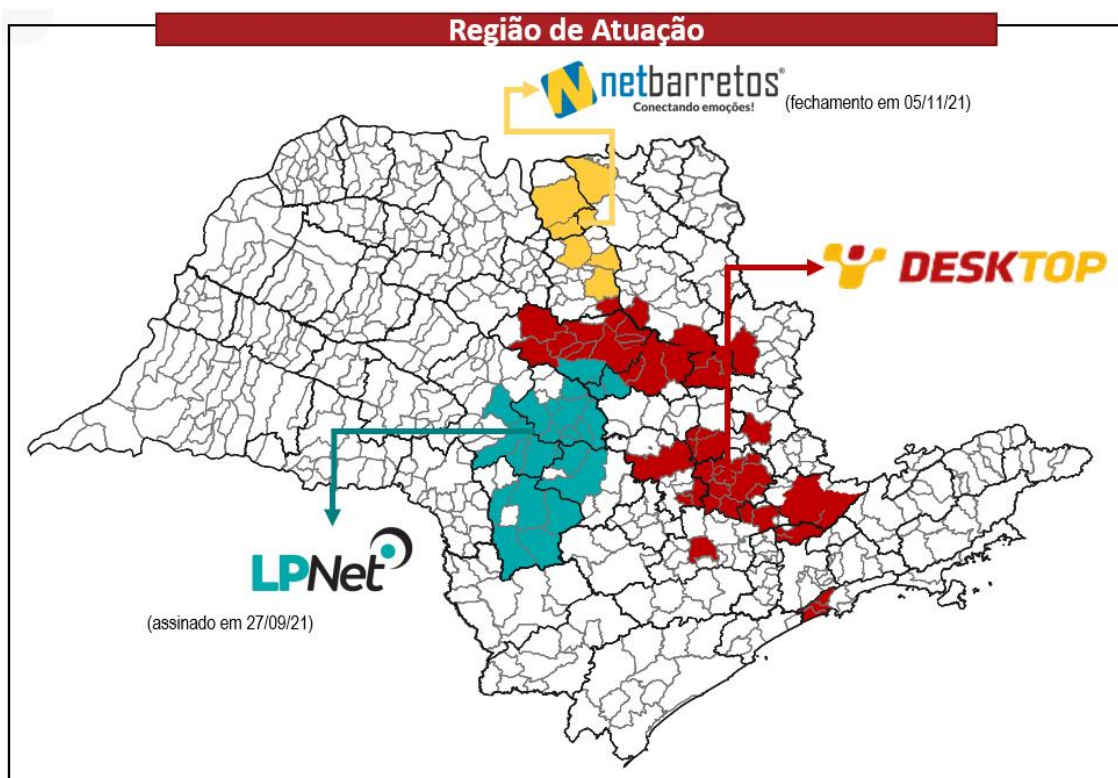 Região de Atuação
netbarretos®
Conectando emoções!
(fechamento em 05/11/21)
DESKTOP
LPNet
(assinado em 27/09/21)